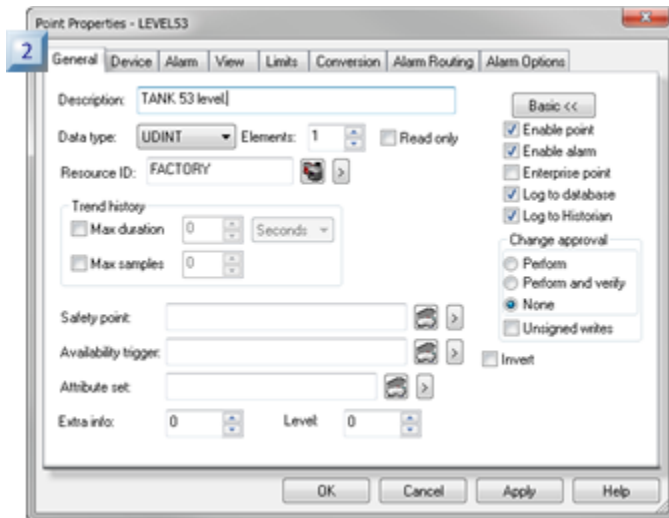 Point Properties - LEVEL53
2
General Device Alarm View Limits Conversion Alarm Routing Alarm Options
Description: TANK 53 level
Basic <<
Data type: UDINT Elements: 1 Read only
Enable point
Enable alarm
Resource ID: FACTORY >
Enterprise point
Log to database
Log to Historian
Trend history
Max duration 0 Seconds
Max samples 0
Change approval
Perform
Perform and verify
None
Unsigned writes
Safety point: >
Availability trigger: >
Invert
Attribute set: >
Extra info: 0 Level: 0
OK Cancel Apply Help